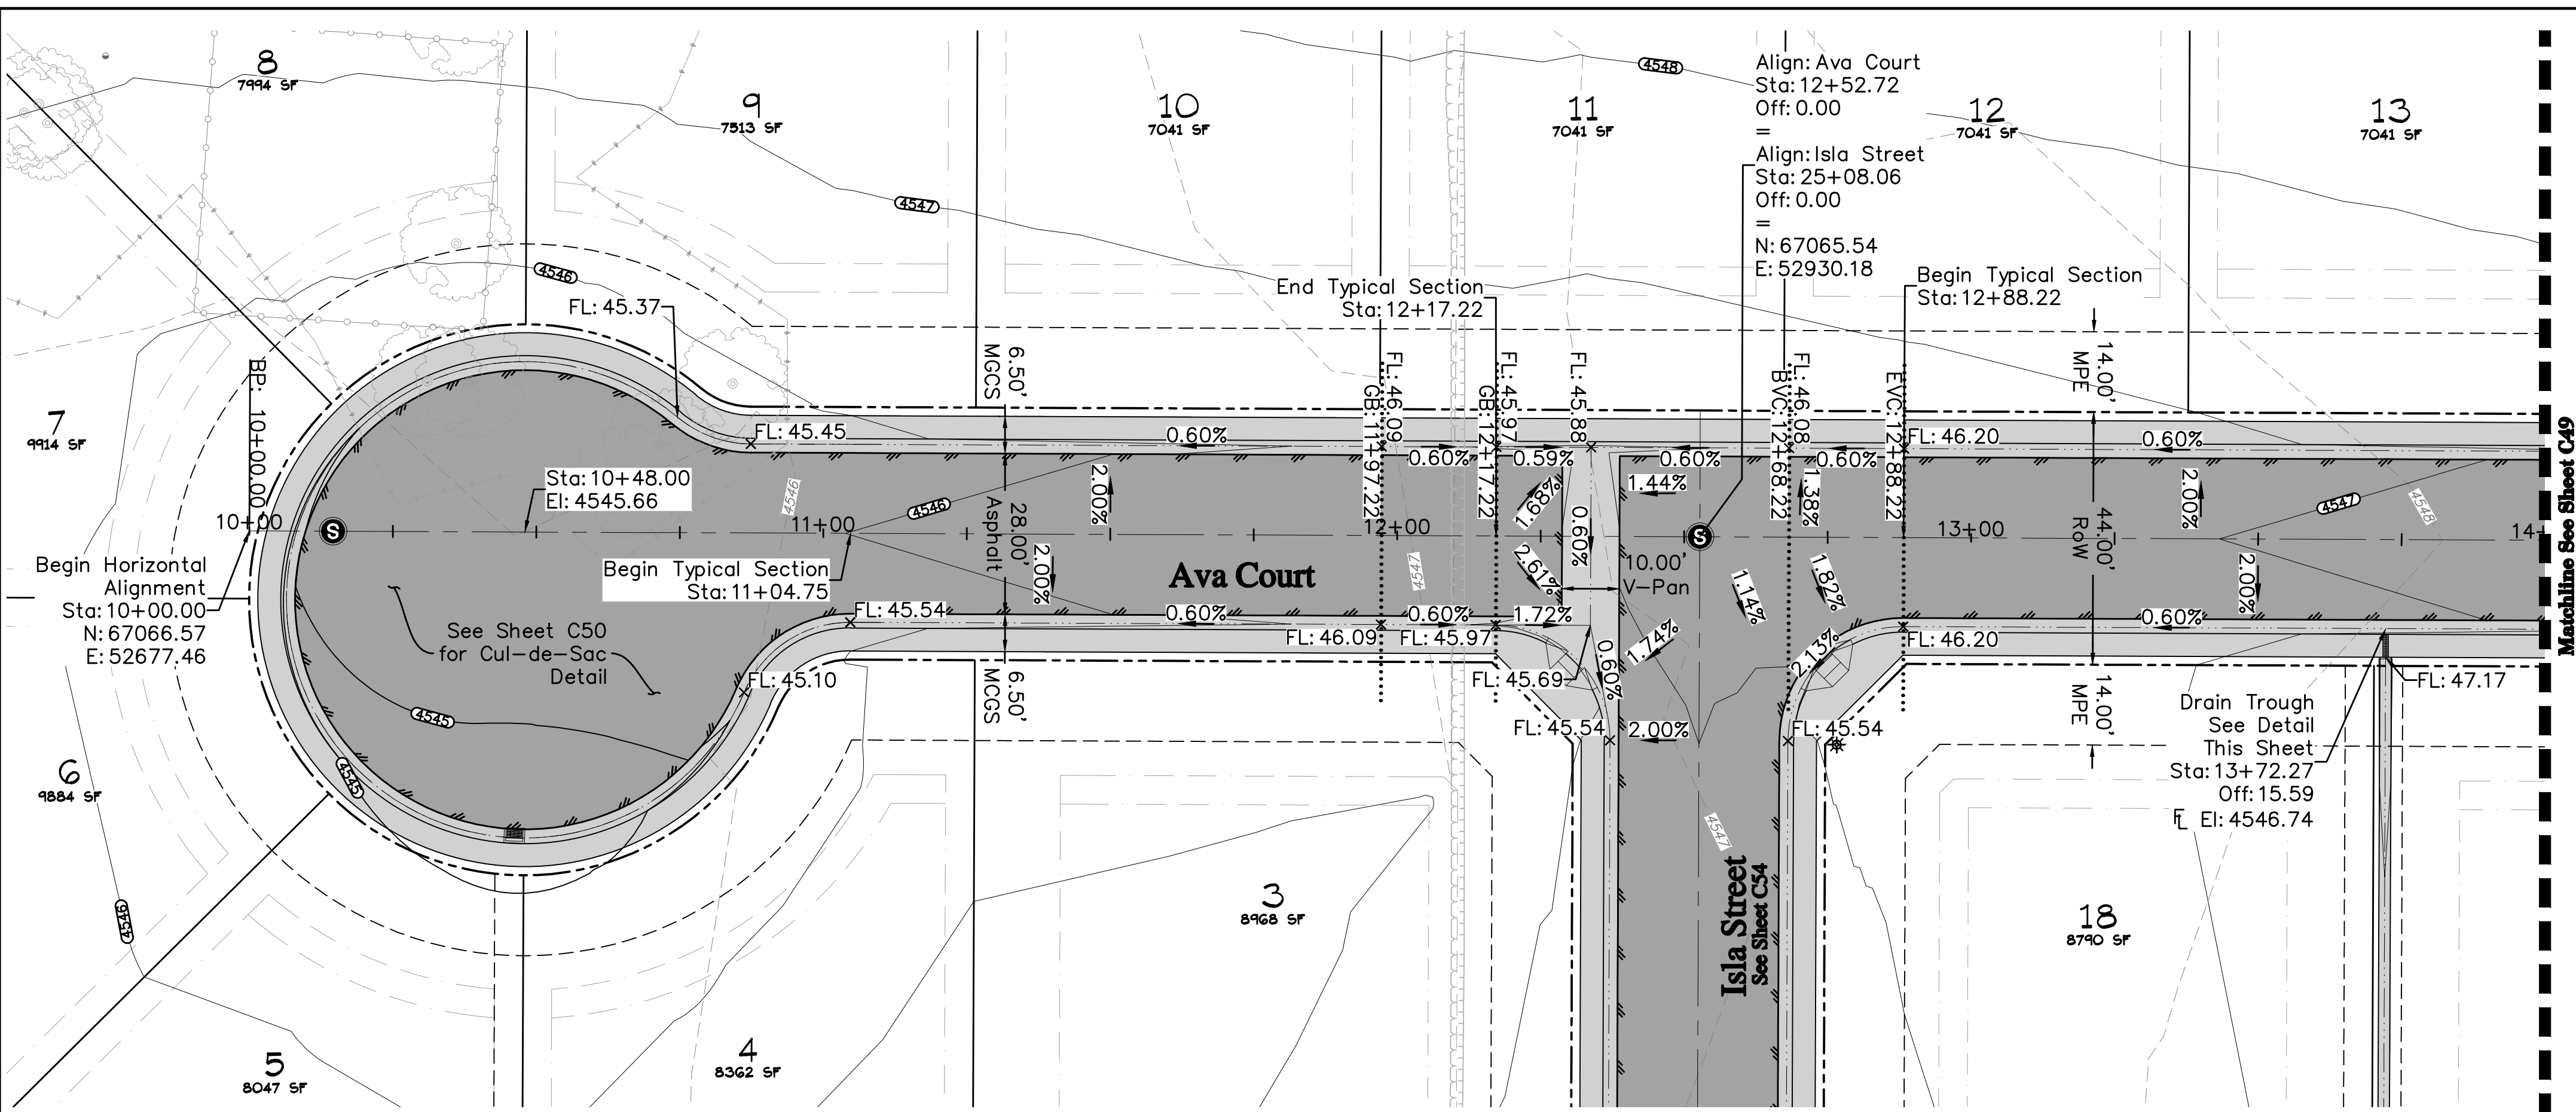 8
7994 SF
9
7513 SF
10
7041 SF
11
7041 SF
12
7041 SF
13
7041 SF
4548
Align: Ava Court
Sta: 12+52.72
Off: 0.00
=
Align: Isla Street
Sta: 25+08.06
Off: 0.00
=
N: 67065.54
E: 52930.18
4547
4546
FL: 45.37
End Typical Section
Sta: 12+17.22
Begin Typical Section
Sta: 12+88.22
6.50'
MGCS
14.00'
MPE
BP: 10+00.00
7
9914 SF
FL: 45.45
0.60%
GB: 11+97.22
FL: 46.09
0.60%
GB: 12+17.22
FL: 45.97
0.59%
FL: 45.88
0.60%
BVC: 12+68.22
FL: 46.08
0.60%
EVC: 12+88.22
FL: 46.20
0.60%
Matchline See Sheet C49
Sta: 10+48.00
El: 4545.66
4546
4546
2.00%
28.00'
Asphalt
1.68%
1.44%
1.38%
2.00%
4547
4548
44.00'
RoW
10+00
S
11+00
12+00
S
13+00
14+
Begin Horizontal
Alignment
Sta: 10+00.00
N: 67066.57
E: 52677.46
Begin Typical Section
Sta: 11+04.75
2.00%
Ava Court
4547
2.61%
0.60%
10.00'
V-Pan
1.14%
1.82%
2.00%
See Sheet C50
for Cul-de-Sac
Detail
FL: 45.54
0.60%
0.60%
1.72%
FL: 46.09
FL: 45.97
1.74%
2.13%
0.60%
FL: 46.20
FL: 45.10
6.50'
MCGS
FL: 45.69
0.60%
14.00'
MPE
FL: 47.17
4545
FL: 45.54
2.00%
FL: 45.54
Drain Trough
See Detail
This Sheet
Sta: 13+72.27
Off: 15.59
FL El: 4546.74
4545
6
9884 SF
4546
4547
Isla Street
See Sheet C54
3
8968 SF
18
8790 SF
5
8047 SF
4
8362 SF